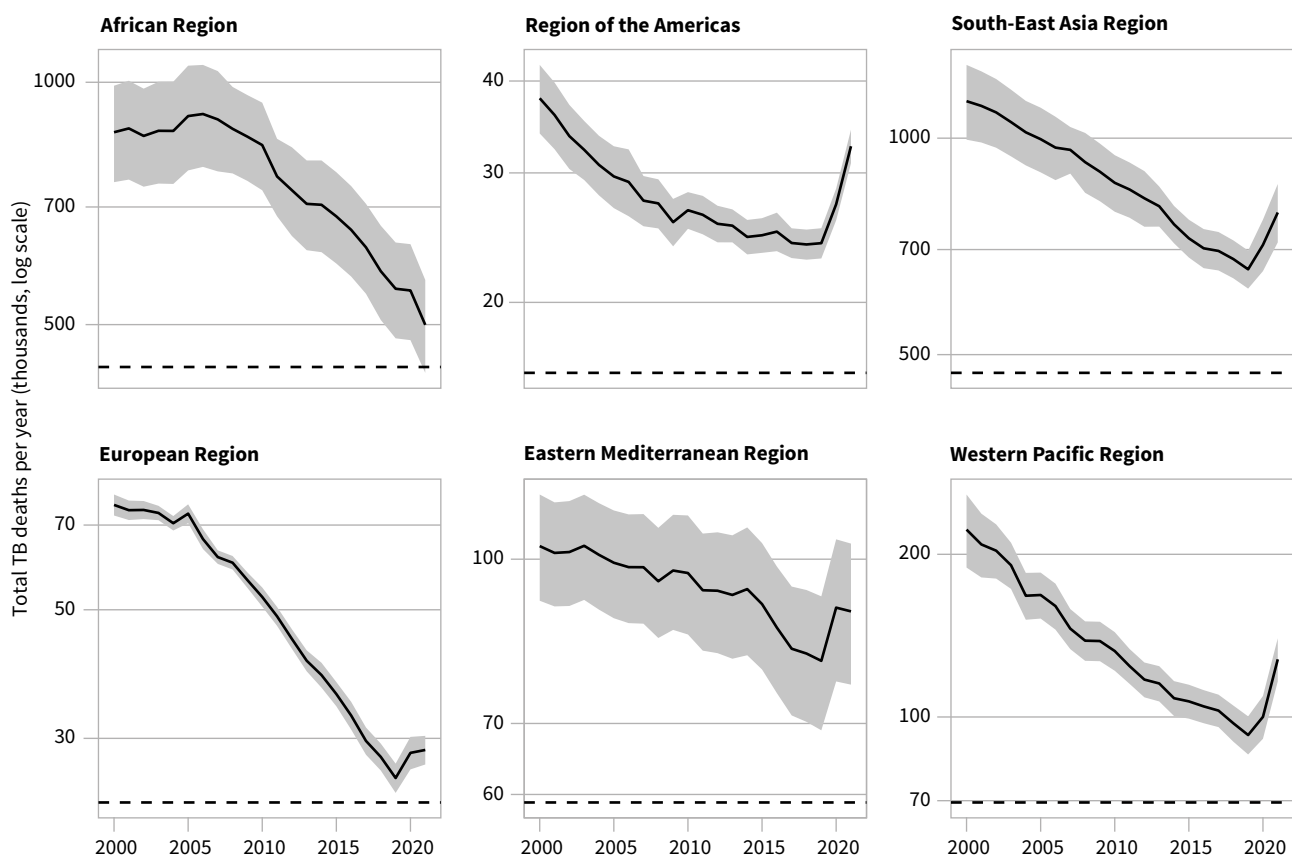 African Region
Region of the Americas
South-East Asia Region
Total TB deaths per year (thousands, log scale)
1000
700
500
40
30
20
1000
700
500
European Region
Eastern Mediterranean Region
Western Pacific Region
70
50
30
100
70
60
200
100
70
2000 2005 2010 2015 2020
2000 2005 2010 2015 2020
2000 2005 2010 2015 2020